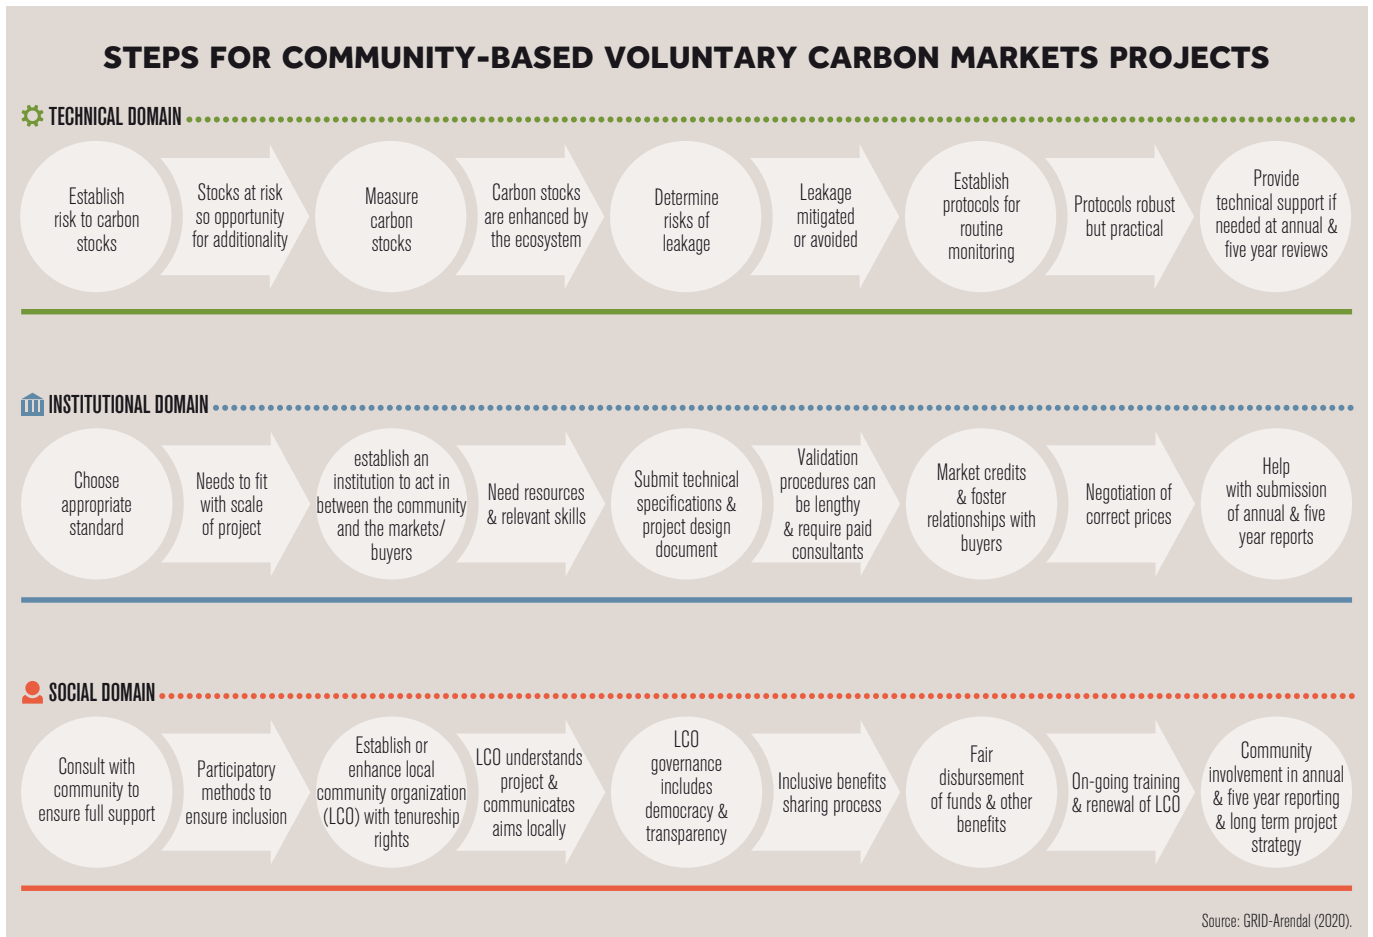 STEPS FOR COMMUNITY-BASED VOLUNTARY CARBON MARKETS PROJECTS
TECHNICAL DOMAIN
Establish
risk to carbon
stocks
Stocks at risk
so opportunity
for additionality
Measure
carbon
stocks
Carbon stocks
are enhanced by
the ecosystem
Determine
risks of
leakage
Leakage
mitigated
or avoided
Establish
protocols for
routine
monitoring
Protocols robust
but practical
Provide
technical support if
needed at annual &
five year reviews
INSTITUTIONAL DOMAIN
Choose
appropriate
standard
Needs to fit
with scale
of project
establish an
institution to act in
between the community
and the markets/
buyers
Need resources
& relevant skills
Submit technical
specifications &
project design
document
Validation
procedures can
be lengthy
& require paid
consultants
Market credits
& foster
relationships with
buyers
Negotiation of
correct prices
Help
with submission
of annual & five
year reports
SOCIAL DOMAIN
Consult with
community to
ensure full support
Participatory
methods to
ensure inclusion
Establish or
enhance local
community organization
(LCO) with tenureship
rights
LCO understands
project &
communicates
aims locally
LCO
governance
includes
democracy &
transparency
Inclusive benefits
sharing process
Fair
disbursement
of funds & other
benefits
On-going training
& renewal of LCO
Community
involvement in annual
& five year reporting
& long term project
strategy
Source: GRID-Arendal (2020).